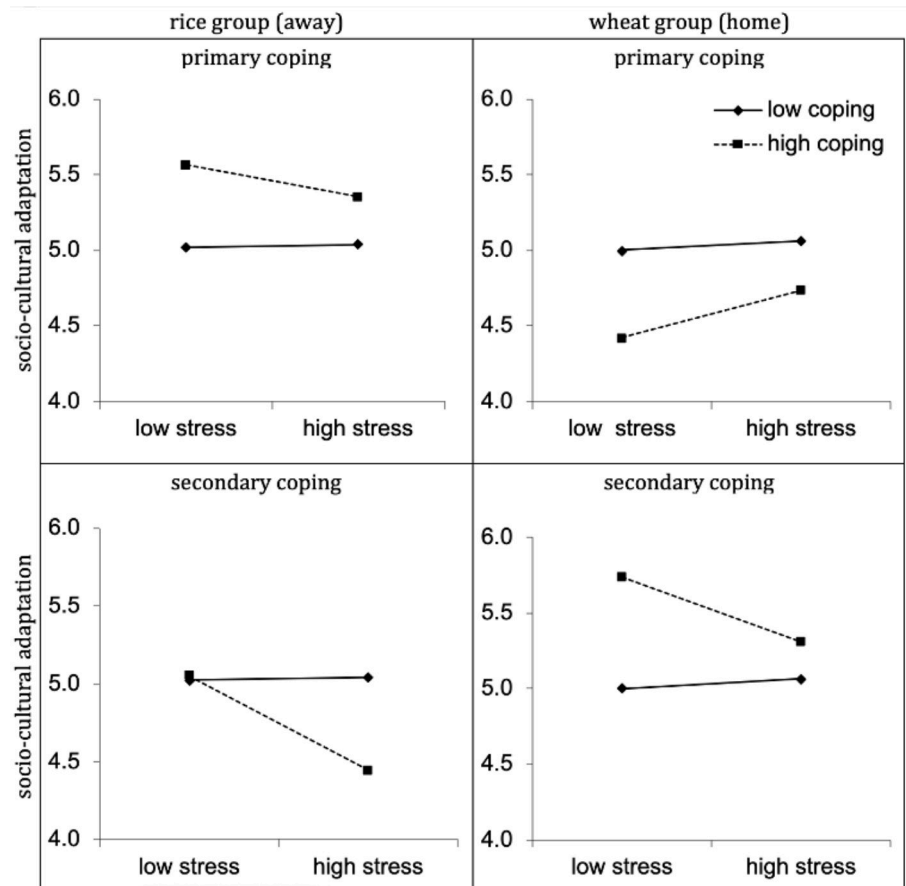 rice group (away)
wheat group (home)
primary coping
primary coping
6.0
5.5
5.0
4.5
4.0
socio-cultural adaptation
low stress
high stress
6.0
5.5
5.0
4.5
4.0
low coping
high coping
low stress
high stress
secondary coping
secondary coping
6.0
5.5
5.0
4.5
4.0
socio-cultural adaptation
low stress
high stress
6.0
5.5
5.0
4.5
4.0
low stress
high stress